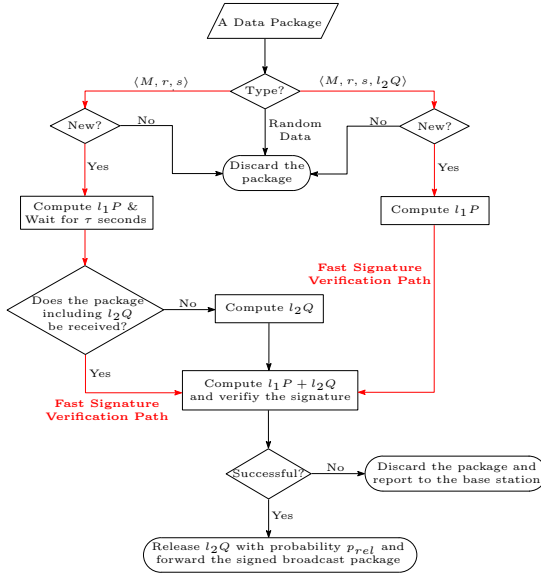 A Data Package
⟨M, r, s⟩
Type?
⟨M, r, s, l₂Q⟩
New?
No
Random
Data
No
New?
Yes
Discard the
package
Yes
Compute l₁P &
Wait for τ seconds
Compute l₁P
Fast Signature
Verification Path
Does the package
including l₂Q
be received?
No
Compute l₂Q
Yes
Fast Signature
Verification Path
Compute l₁P + l₂Q
and verifiy the signature
Successful?
No
Discard the package and
report to the base station
Yes
Release l₂Q with probability pᵣₑₗ and
forward the signed broadcast package